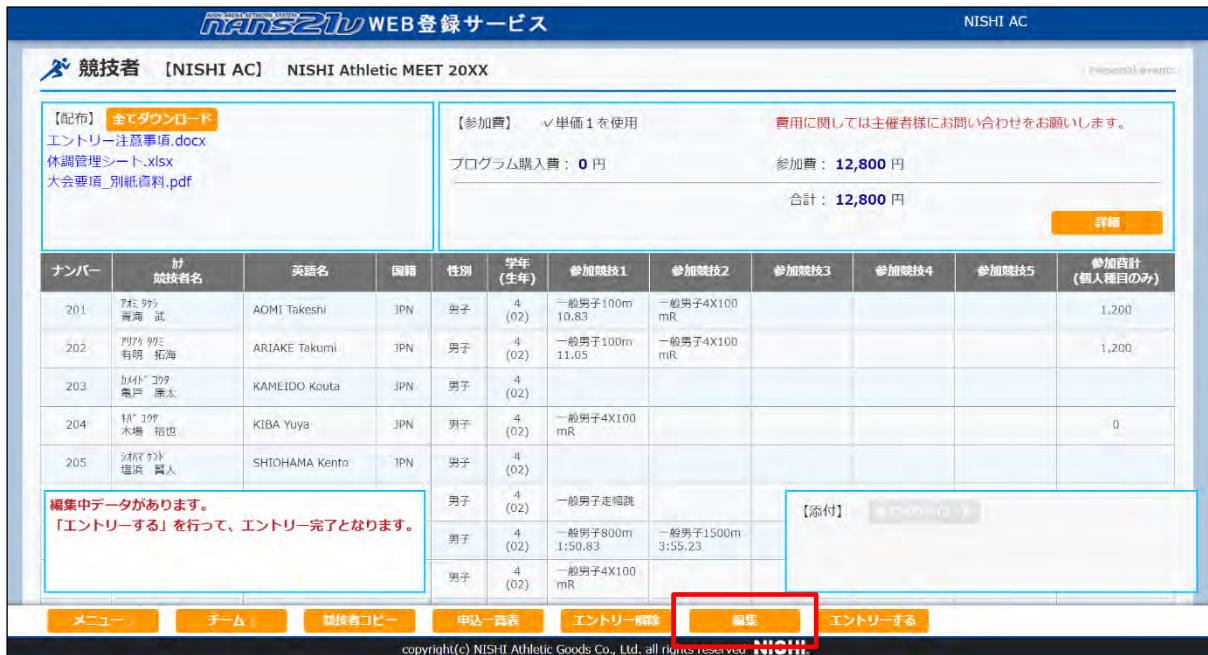 NISHI ARENA NETWORK SYSTEM
nans21v WEB登録サービス NISHI AC
競技者 【NISHI AC】 NISHI Athletic MEET 20XX Personal events
【配布】 全てダウンロード
エントリー注意事項.docx
体調管理シート.xlsx
大会要項_別紙資料.pdf
【参加費】 ✓単価1を使用 費用に関しては主催者様にお問い合わせをお願いします。
プログラム購入費: 0 円 参加費: 12,800 円
合計: 12,800 円
詳細
ナンバー ｶﾅ 競技者名 英語名 国籍 性別 学年(生年) 参加競技1 参加競技2 参加競技3 参加競技4 参加競技5 参加費計(個人種目のみ)
201 ｱｵﾐ ﾀｹｼ 青海 武 AOMI Takeshi JPN 男子 4 (02) 一般男子100m 10.83 一般男子4X100mR 1,200
202 ｱﾘｱｹ ﾀｸﾐ 有明 拓海 ARIAKE Takumi JPN 男子 4 (02) 一般男子100m 11.05 一般男子4X100mR 1,200
203 ｶﾒｲﾄﾞ ｺｳﾀ 亀戸 康太 KAMEIDO Kouta JPN 男子 4 (02)
204 木場 裕也 KIBA Yuya JPN 男子 4 (02) 一般男子4X100mR 0
205 ｼｵﾊﾏ ｹﾝﾄ 塩浜 賢人 SHIOHAMA Kento JPN 男子 4 (02)
男子 4 (02) 一般男子走幅跳
男子 4 (02) 一般男子800m 1:50.83 一般男子1500m 3:55.23
男子 4 (02) 一般男子4X100mR
編集中データがあります。
「エントリーする」を行って、エントリー完了となります。
【添付】
メニュー チーム 競技者コピー 申込一覧表 エントリー解除 編集 エントリーする
copyright(c) NISHI Athletic Goods Co., Ltd. all rights reserved NISHI.